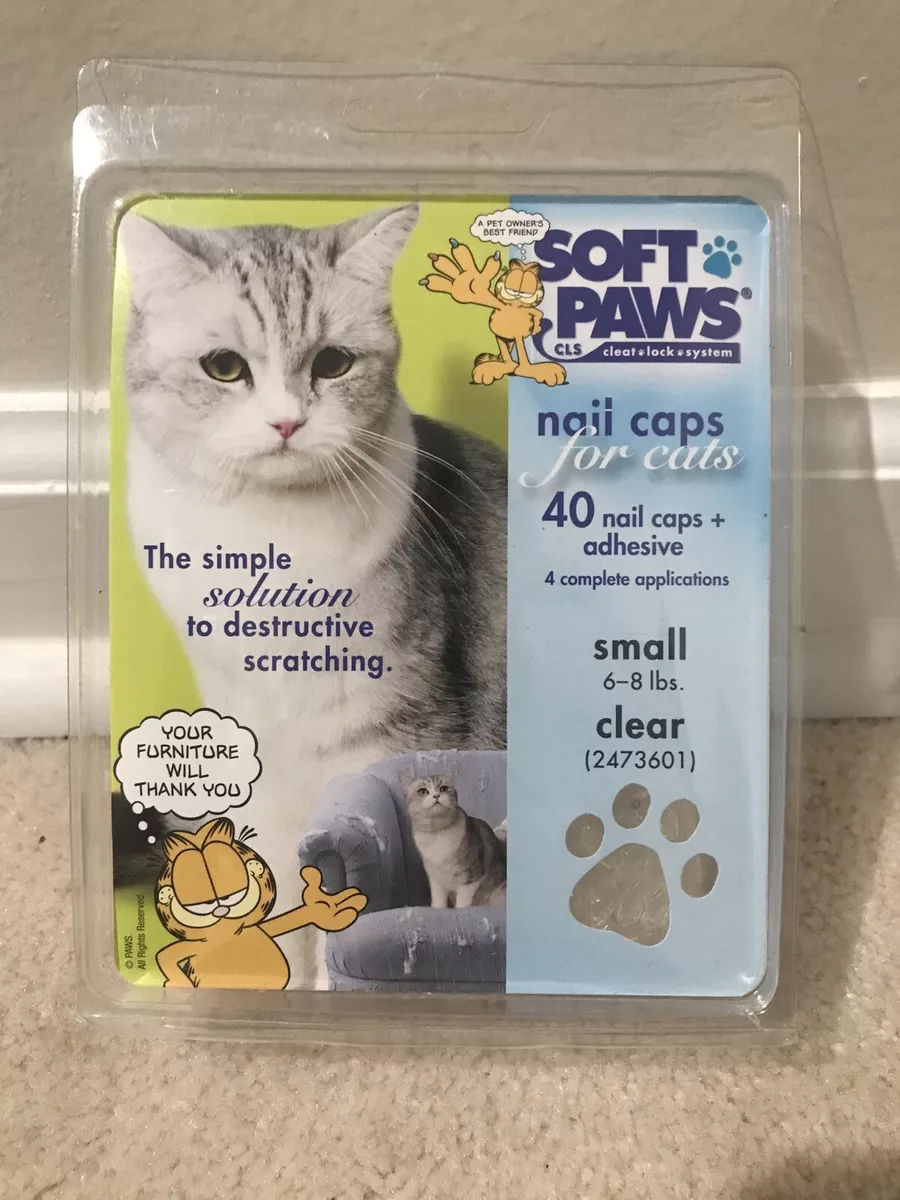 A PET OWNER'S
BEST FRIEND
SOFT
PAWS®
CLS cleat•lock•system
nail caps
for cats
40 nail caps +
adhesive
4 complete applications
The simple
solution
to destructive
scratching.
small
6–8 lbs.
clear
(2473601)
YOUR
FURNITURE
WILL
THANK YOU
© PAWS.
All Rights Reserved.